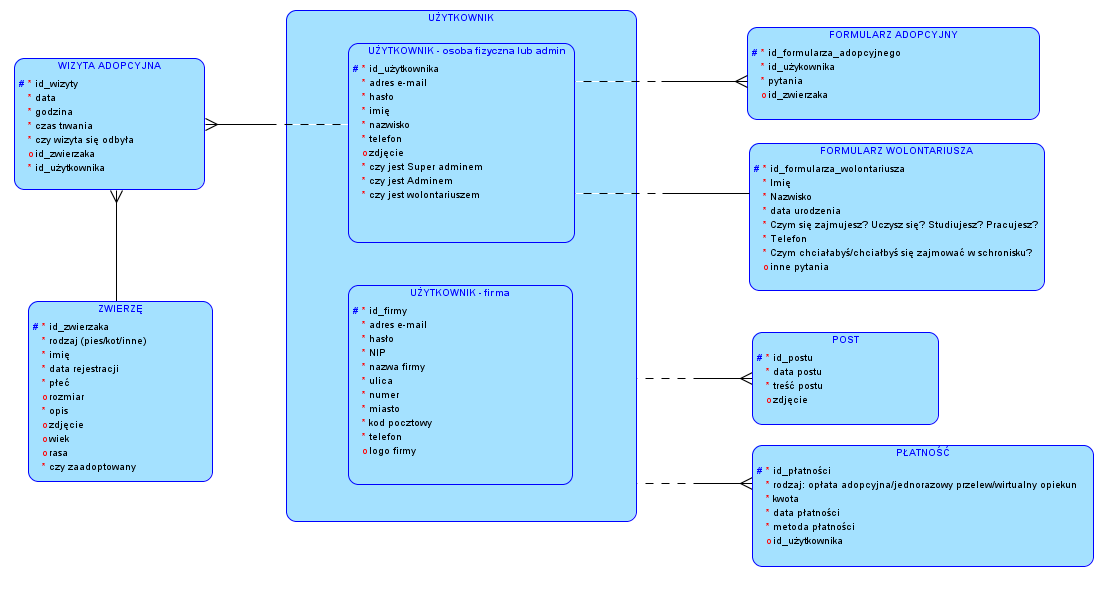 WIZYTA ADOPCYJNA
# * id_wizyty
* data
* godzina
* czas trwania
* czy wizyta się odbyła
o id_zwierzaka
* id_użytkownika
ZWIERZĘ
# * id_zwierzaka
* rodzaj (pies/kot/inne)
* imię
* data rejestracji
* płeć
o rozmiar
* opis
o zdjęcie
o wiek
o rasa
* czy zaadoptowany
UŻYTKOWNIK
UŻYTKOWNIK - osoba fizyczna lub admin
# * id_użytkownika
* adres e-mail
* hasło
* imię
* nazwisko
* telefon
o zdjęcie
* czy jest Super adminem
* czy jest Adminem
* czy jest wolontariuszem
UŻYTKOWNIK - firma
# * id_firmy
* adres e-mail
* hasło
* NIP
* nazwa firmy
* ulica
* numer
* miasto
* kod pocztowy
* telefon
o logo firmy
FORMULARZ ADOPCYJNY
# * id_formularza_adopcyjnego
* id_użykownika
* pytania
o id_zwierzaka
FORMULARZ WOLONTARIUSZA
# * id_formularza_wolontariusza
* Imię
* Nazwisko
* data urodzenia
* Czym się zajmujesz? Uczysz się? Studiujesz? Pracujesz?
* Telefon
* Czym chciałabyś/chciałbyś się zajmować w schronisku?
o inne pytania
POST
# * id_postu
* data postu
* treść postu
o zdjęcie
PŁATNOŚĆ
# * id_płatności
* rodzaj: opłata adopcyjna/jednorazowy przelew/wirtualny opiekun
* kwota
* data płatności
* metoda płatności
o id_użytkownika